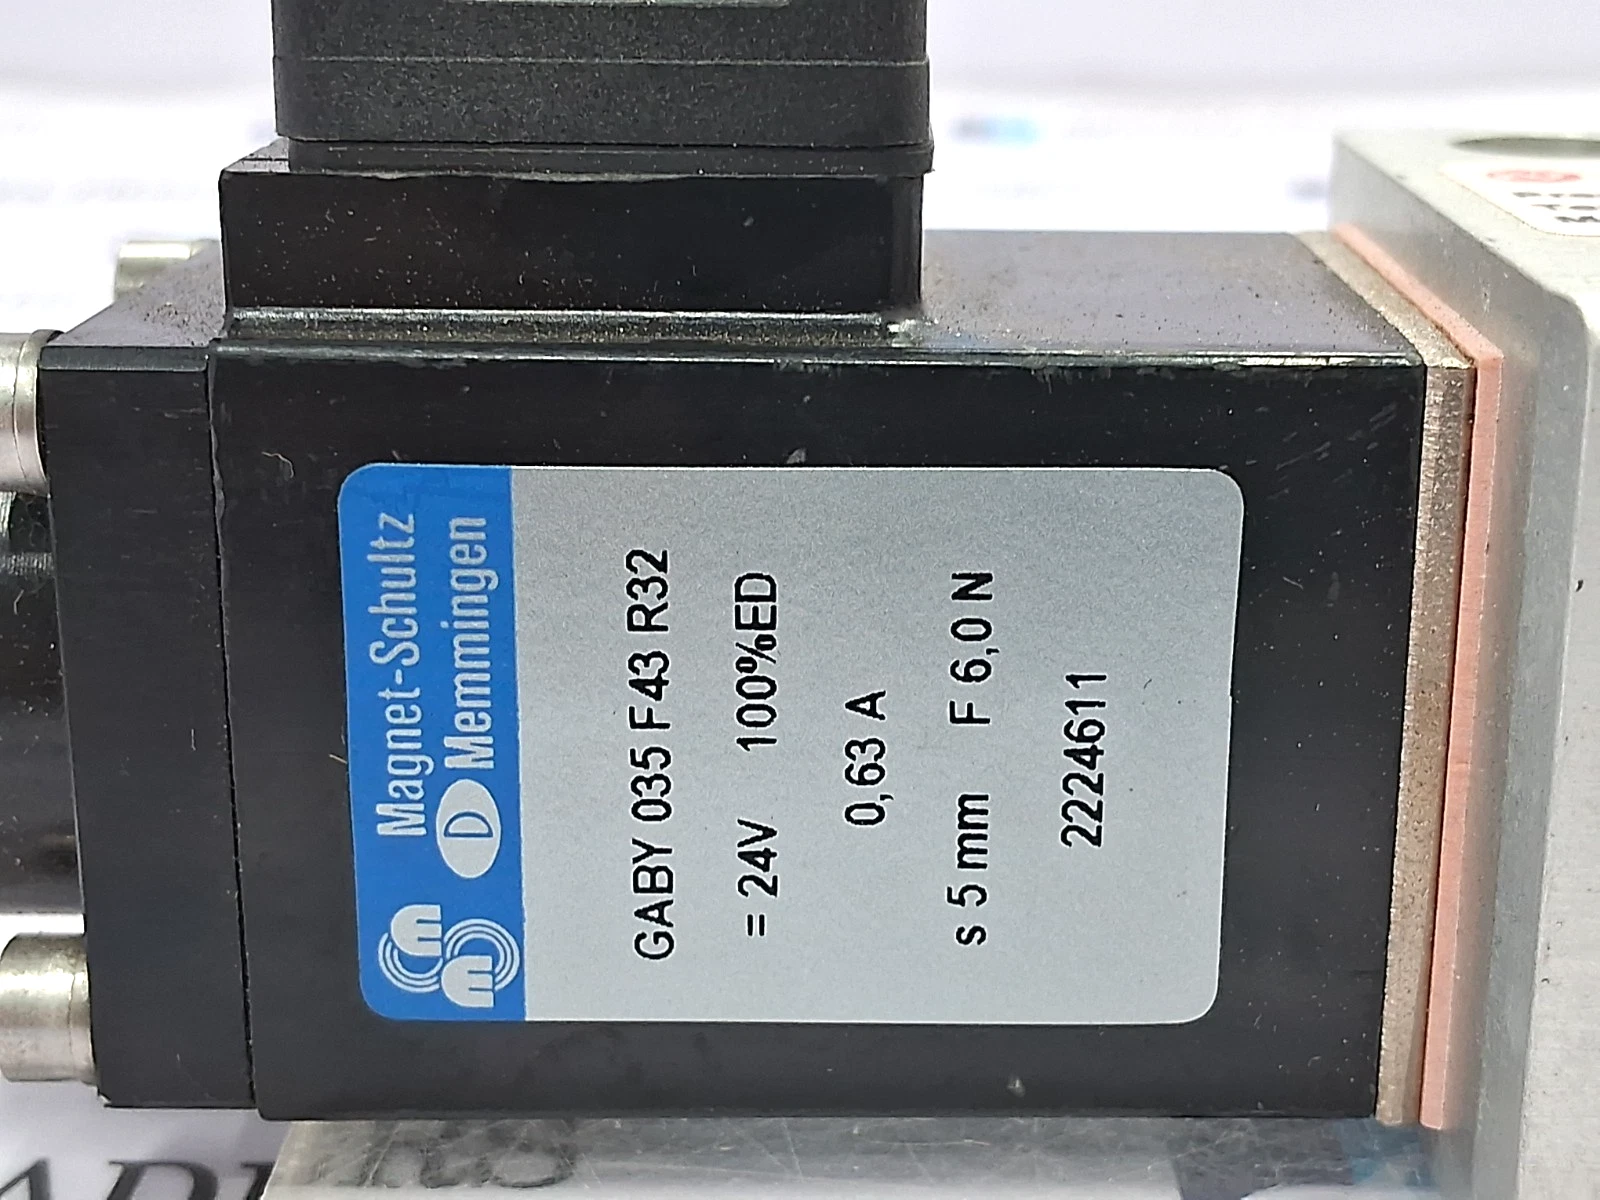 Magnet-Schultz
D Memmingen
GABY 035 F43 R32
= 24V 100%ED
0,63 A
s 5 mm F 6,0 N
2224611